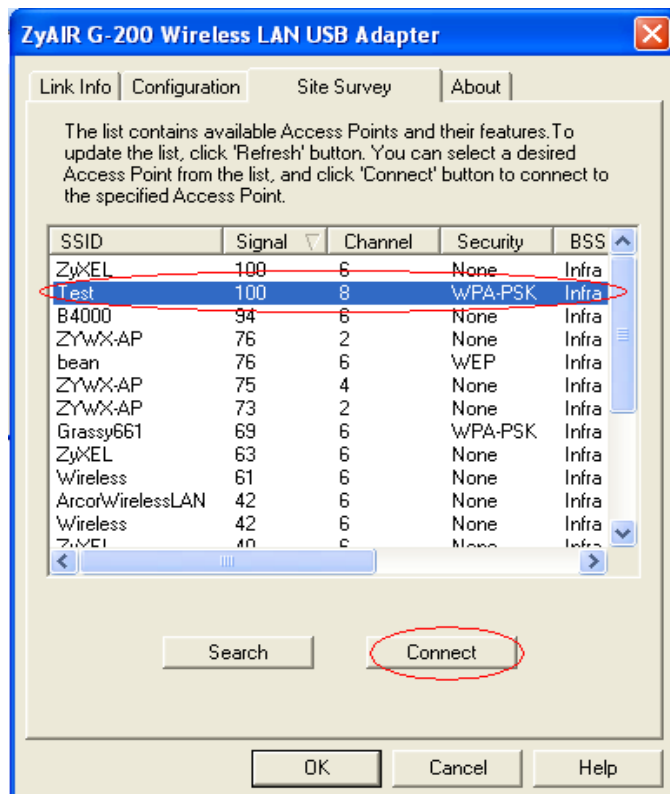 ZyAIR G-200 Wireless LAN USB Adapter
Link Info Configuration Site Survey About
The list contains available Access Points and their features.To
update the list, click 'Refresh' button. You can select a desired
Access Point from the list, and click 'Connect' button to connect to
the specified Access Point.
SSID Signal Channel Security BSS
ZyXEL 100 6 None Infra
Test 100 8 WPA-PSK Infra
B4000 94 6 None Infra
ZYWX-AP 76 2 None Infra
bean 76 6 WEP Infra
ZYWX-AP 75 4 None Infra
ZYWX-AP 73 2 None Infra
Grassy661 69 6 WPA-PSK Infra
ZyXEL 63 6 None Infra
Wireless 61 6 None Infra
ArcorWirelessLAN 42 6 None Infra
Wireless 42 6 None Infra
ZyXEL 40 6 None Infra
Search Connect
OK Cancel Help